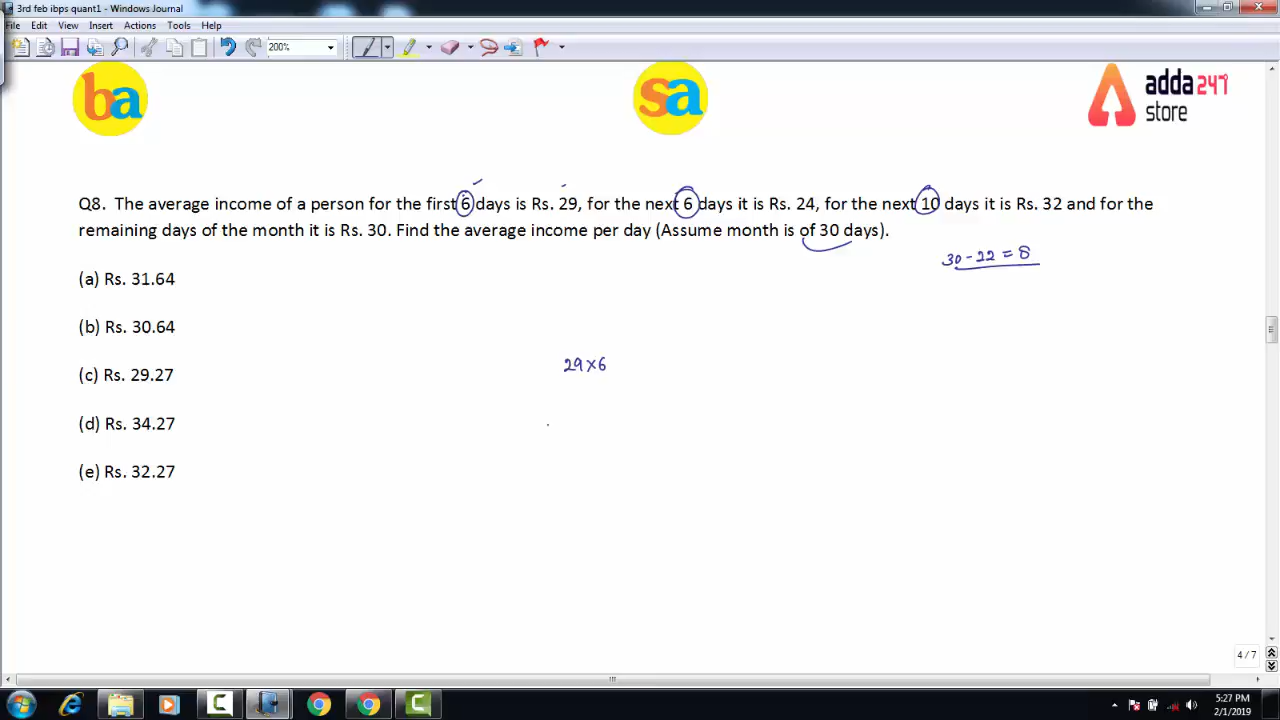 3rd feb ibps quant1 - Windows Journal
File Edit View Insert Actions Tools Help
200%
ba
sa
adda247
store
Q8. The average income of a person for the first 6 days is Rs. 29, for the next 6 days it is Rs. 24, for the next 10 days it is Rs. 32 and for the
remaining days of the month it is Rs. 30. Find the average income per day (Assume month is of 30 days).
30-22=8
(a) Rs. 31.64
(b) Rs. 30.64
29×6
(c) Rs. 29.27
(d) Rs. 34.27
(e) Rs. 32.27
4 / 7
5:27 PM
2/1/2019